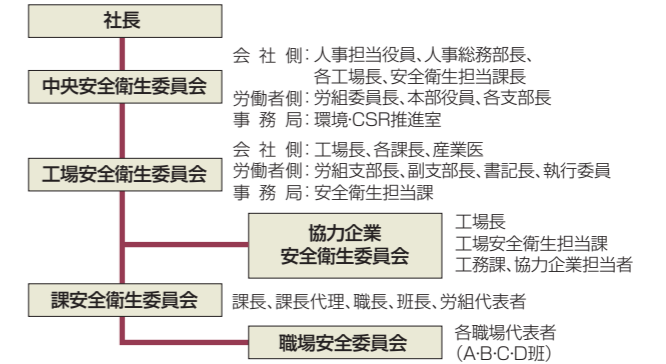 社長
会 社 側：人事担当役員、人事総務部長、
各工場長、安全衛生担当課長
中央安全衛生委員会
労働者側：労組委員長、本部役員、各支部長
事 務 局：環境・CSR推進室
会 社 側：工場長、各課長、産業医
工場安全衛生委員会
労働者側：労組支部長、副支部長、書記長、執行委員
事 務 局：安全衛生担当課
協力企業
安全衛生委員会
工場長
工場安全衛生担当課
工務課、協力企業担当者
課安全衛生委員会
課長、課長代理、職長、班長、労組代表者
職場安全委員会
各職場代表者
（A・B・C・D班）